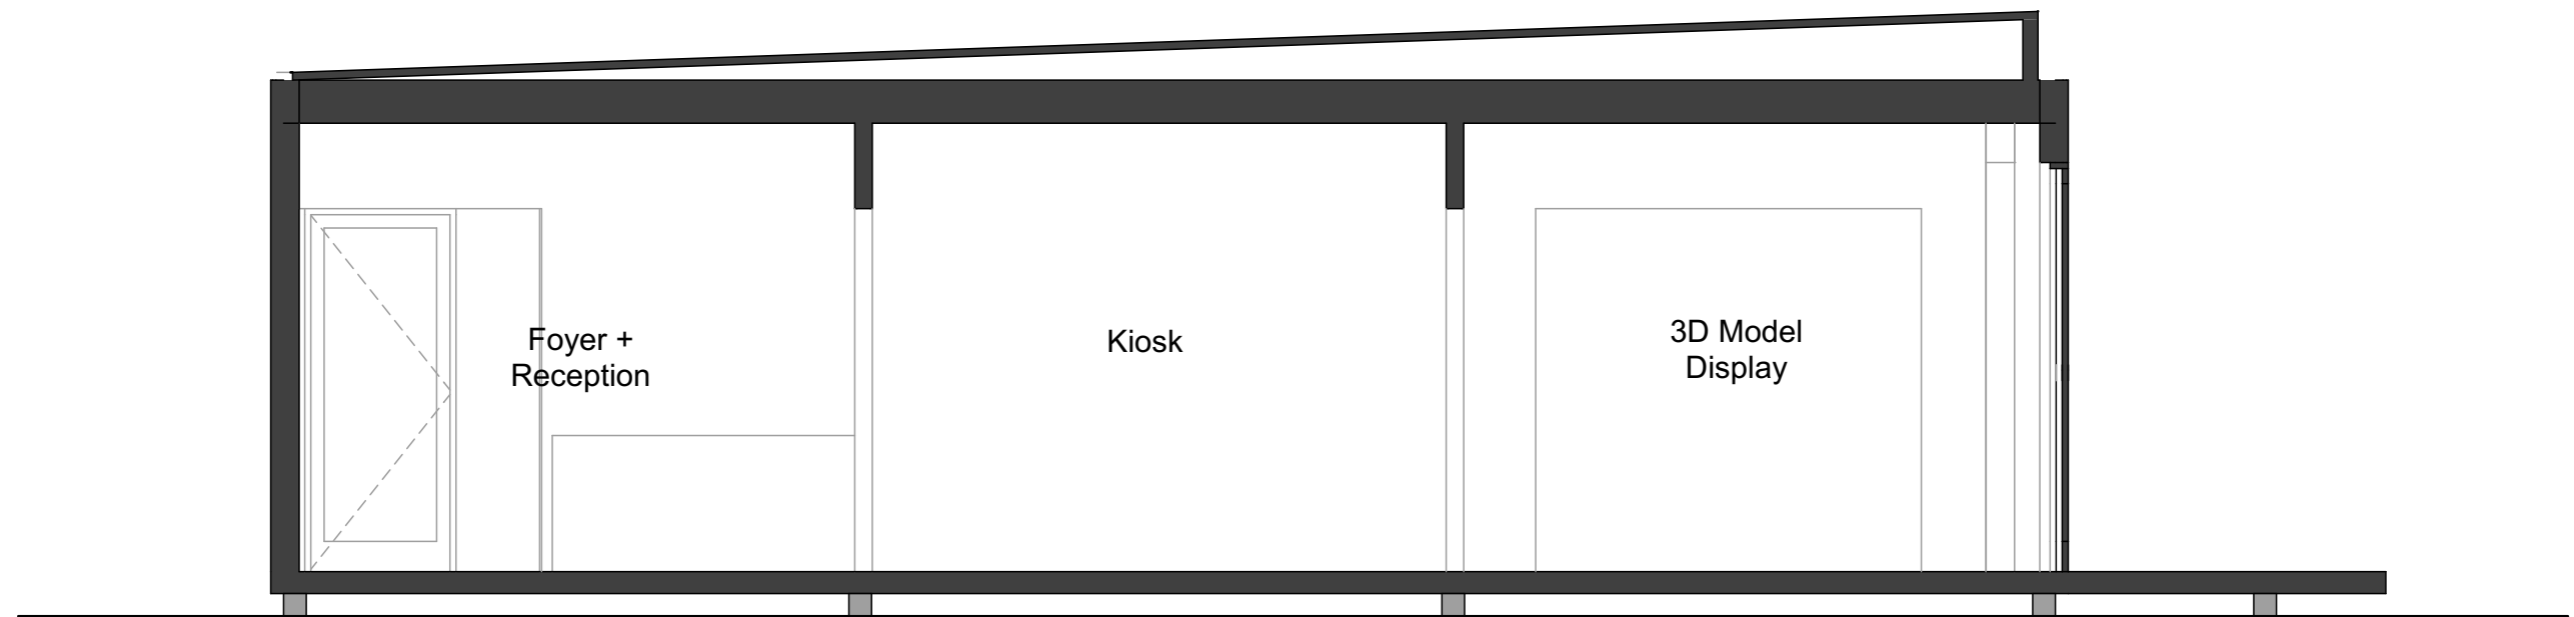 Foyer +
Reception
Kiosk
3D Model
Display